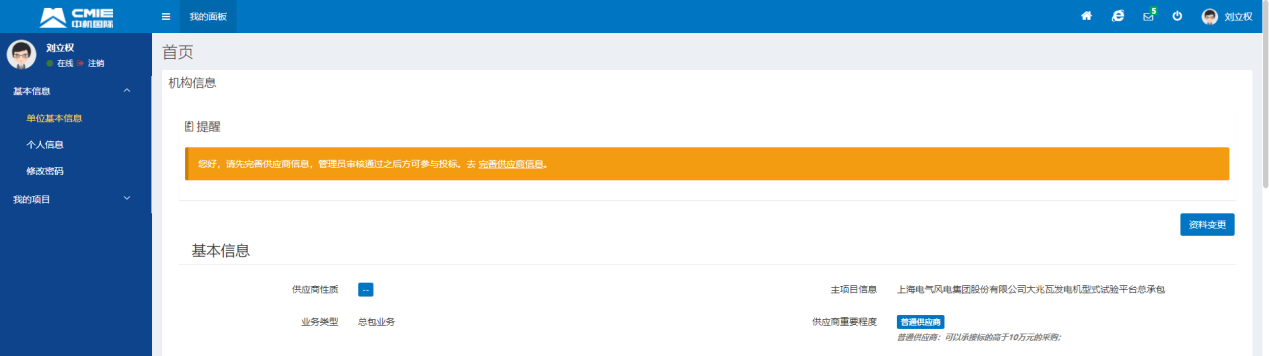 CMIE
中机国际
我的面板
5
刘立权
刘立权
在线 注销
首页
基本信息
机构信息
单位基本信息
提醒
个人信息
您好，请先完善供应商信息，管理员审核通过之后方可参与投标。去 完善供应商信息。
修改密码
我的项目
资料变更
基本信息
供应商性质 --
主项目信息 上海电气风电集团股份有限公司大兆瓦发电机型式试验平台总承包
业务类型 总包业务
供应商重要程度 普通供应商
普通供应商：可以承接标的高于10万元的采购;